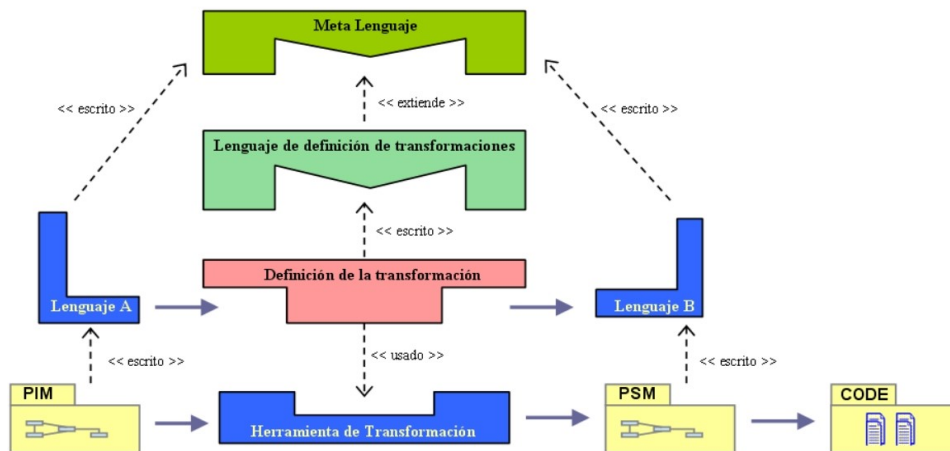 Meta Lenguaje
<< escrito >>
<< extiende >>
<< escrito >>
Lenguaje de definición de transformaciones
<< escrito >>
Definición de la transformación
Lenguaje A
Lenguaje B
<< escrito >>
<< usado >>
<< escrito >>
PIM
PSM
CODE
Herramienta de Transformación